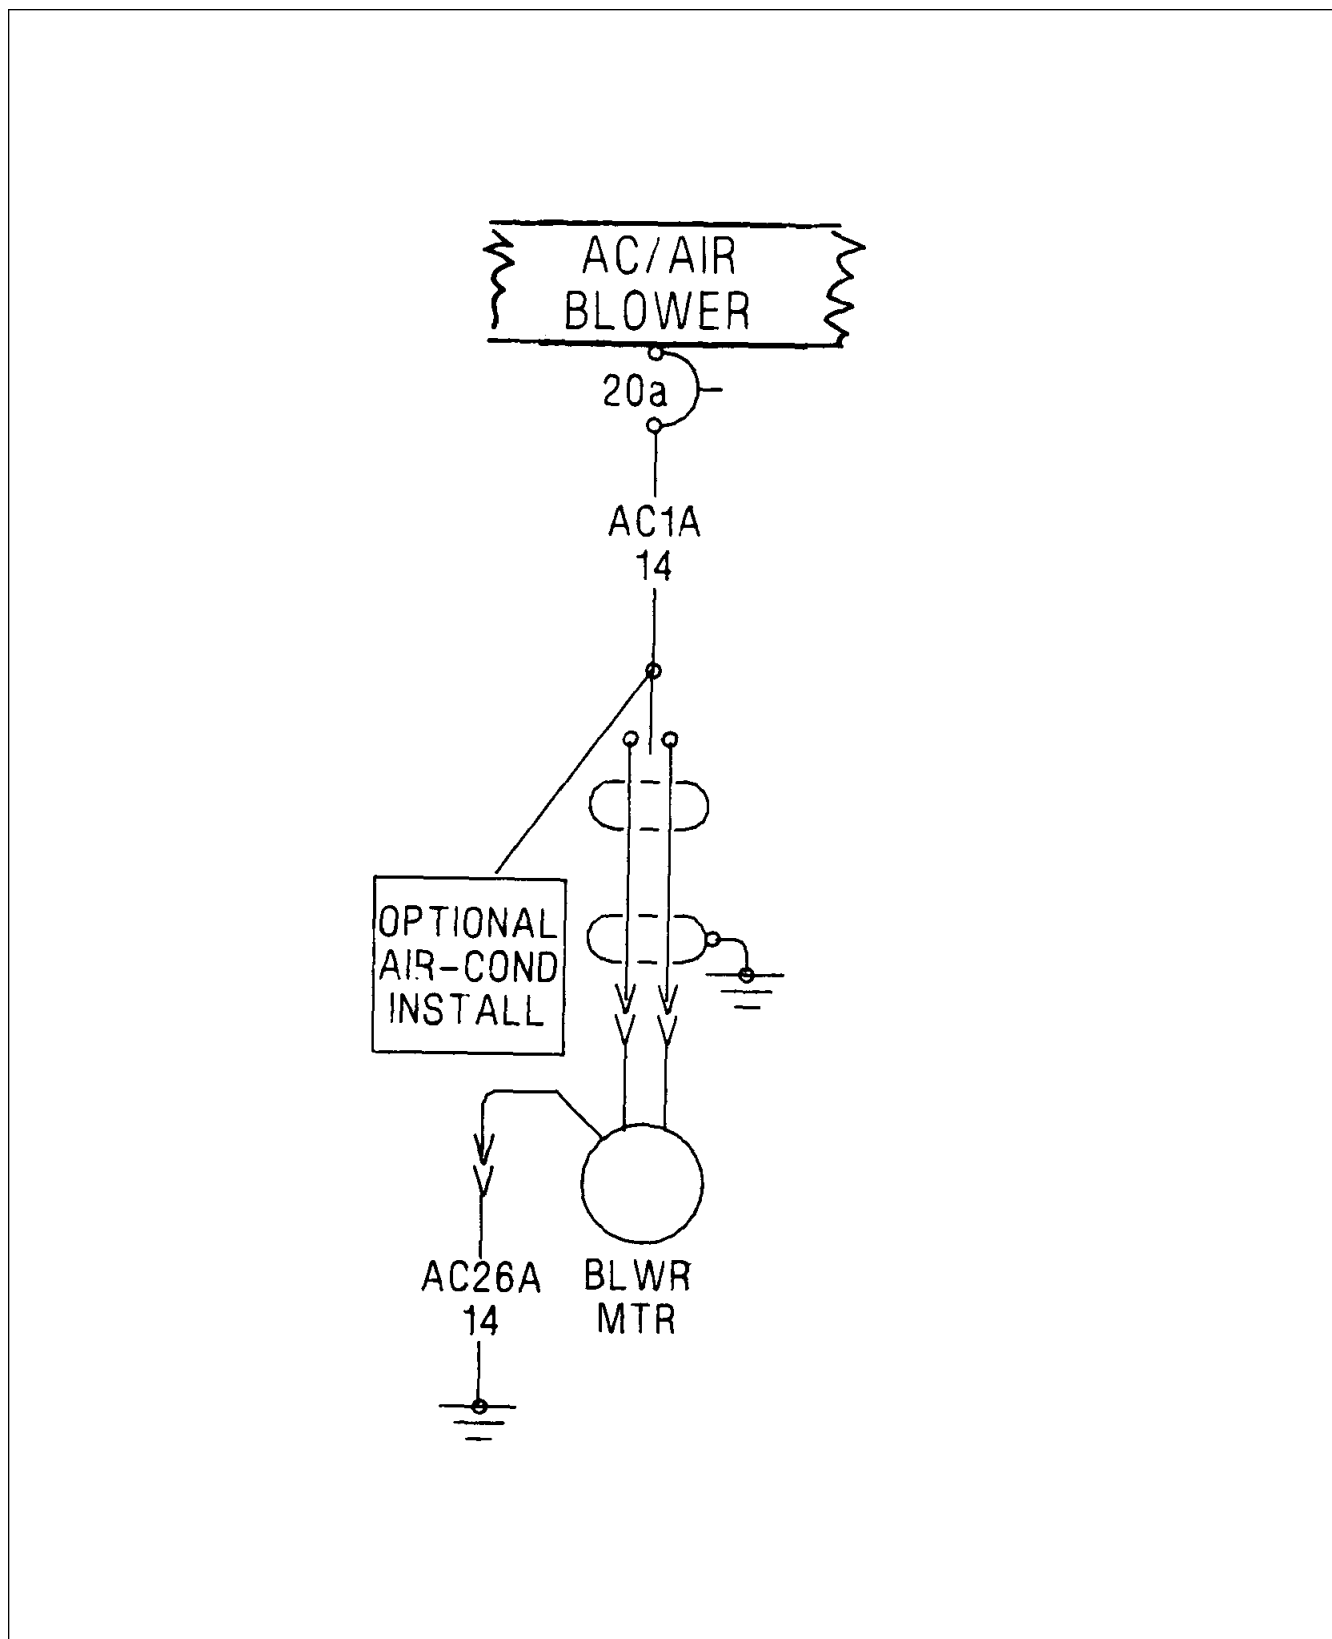 AC/AIR
BLOWER
20a
AC1A
14
OPTIONAL
AIR-COND
INSTALL
AC26A
14
BLWR
MTR